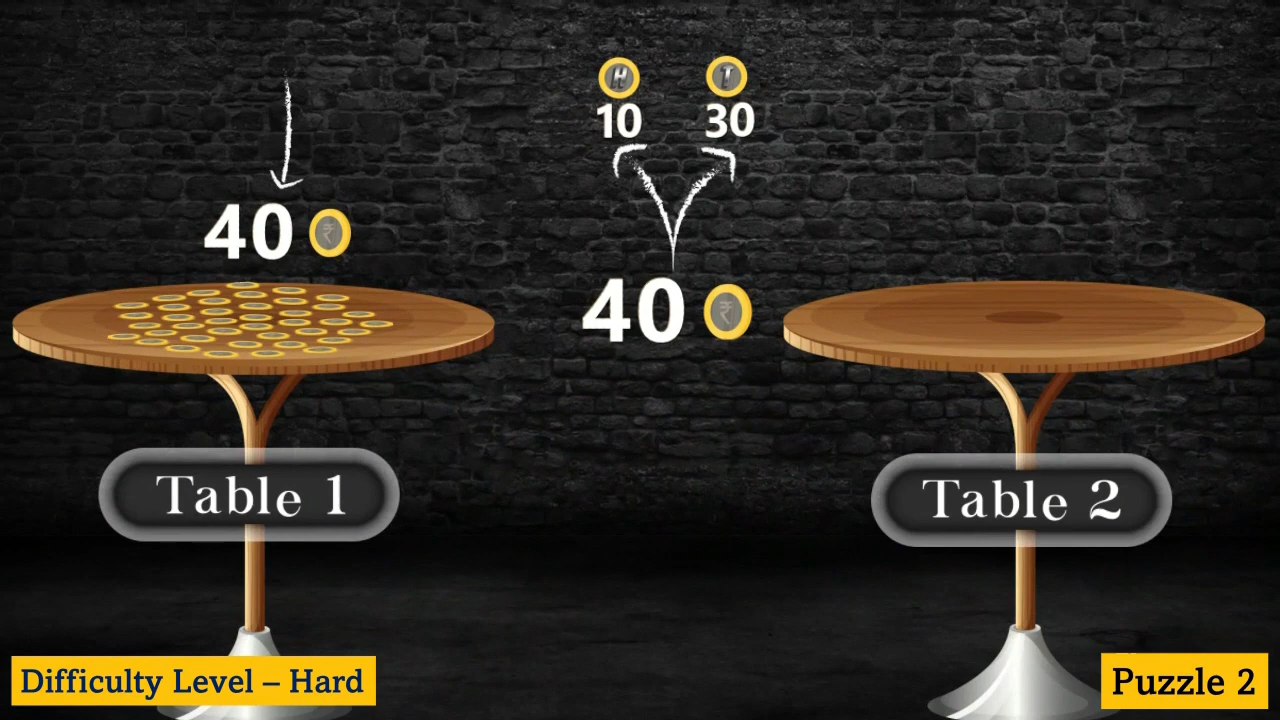 H T
10 30
40 ₹
40 ₹
Table 1
Table 2
Difficulty Level – Hard
Puzzle 2